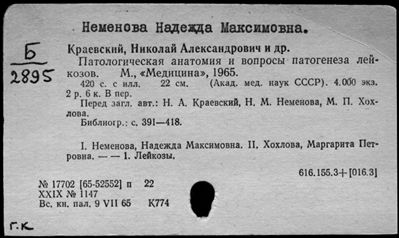 Неменова Надежда Максимовна.
Б
2895
Краевский, Николай Александрович и др.
Патологическая анатомия и вопросы патогенеза лей-
козов. М., «Медицина», 1965.
420 с. с илл. 22 см. (Акад. мед. наук СССР). 4.000 экз.
2 р. 6 к. В пер.
Перед загл. авт.: Н. А. Краевский, Н. М. Неменова, М. П. Хох-
лова.
Библиогр.: с. 391—418.
I. Неменова, Надежда Максимовна. II, Хохлова, Маргарита Пет-
ровна. — — 1. Лейкозы.
616.155.3+[016.3]
№ 17702 [65-52552] п 22
XXIX № 1147
Вс. кн. пал. 9 VII 65 К774
Г.К